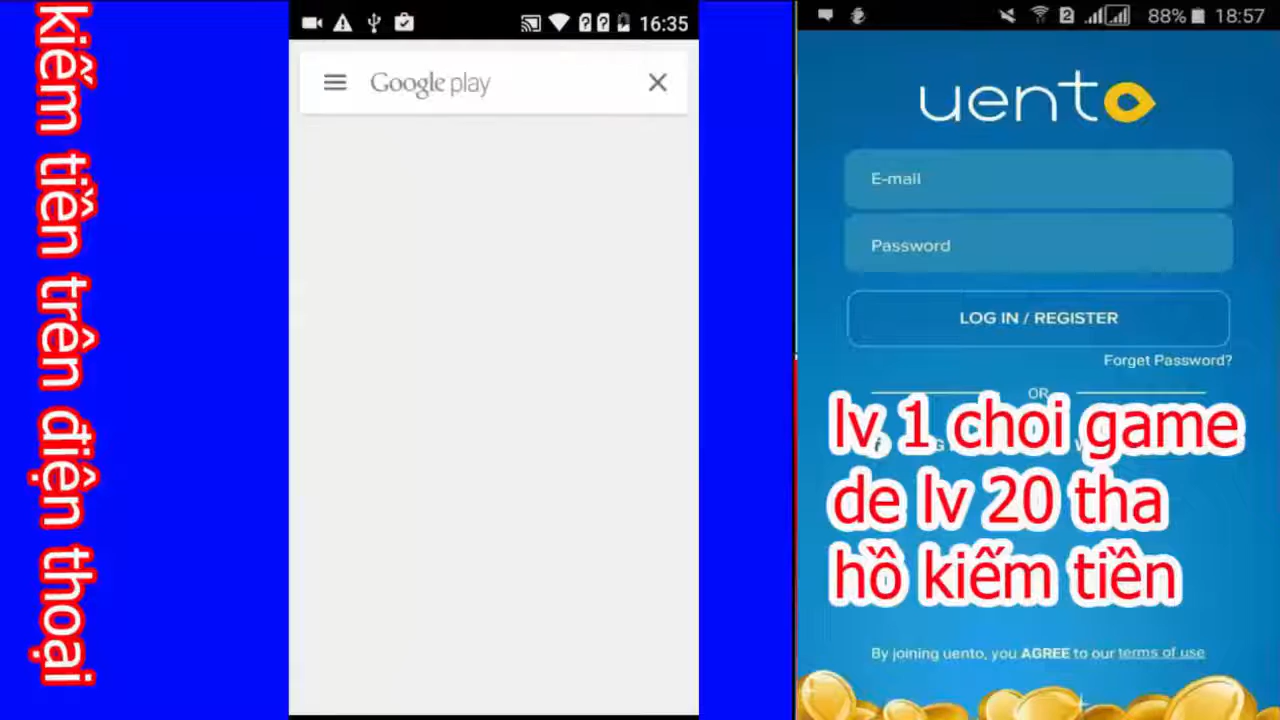 kiếm tiền trên điện thoại
16:35
Google play
88% 18:57
uento
E-mail
Password
LOG IN / REGISTER
Forget Password?
OR
lv 1 choi game
de lv 20 tha
hồ kiếm tiền
By joining uento, you AGREE to our terms of use